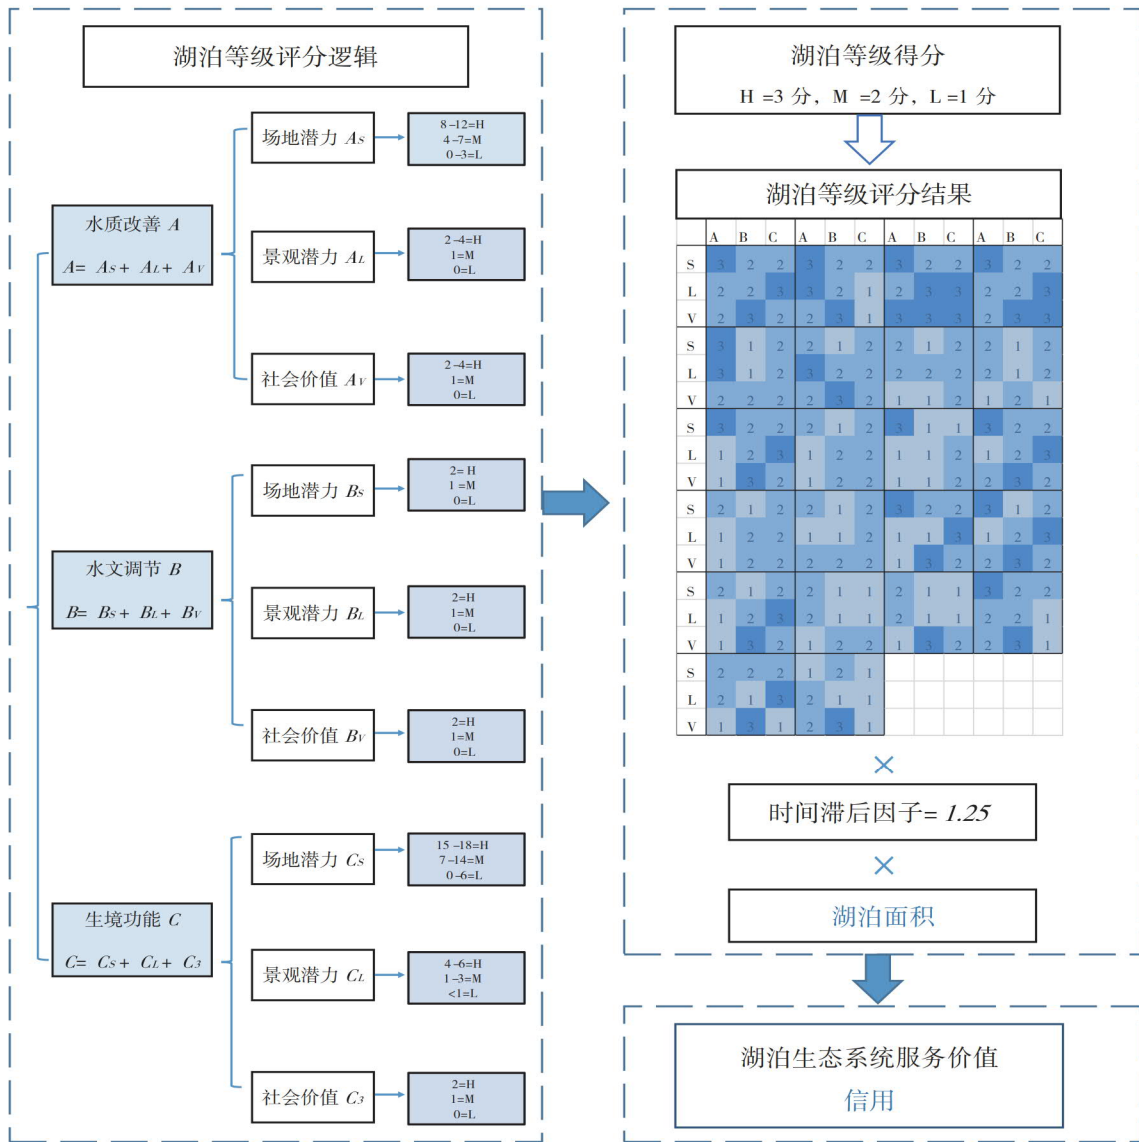 湖泊等级评分逻辑
水质改善 A
A= AS+ AL+ AV
场地潜力 AS
8-12=H
4-7=M
0-3=L
景观潜力 AL
2-4=H
1=M
0=L
社会价值 AV
2-4=H
1=M
0=L
水文调节 B
B= BS+ BL+ BV
场地潜力 BS
2= H
1 =M
0=L
景观潜力 BL
2=H
1=M
0=L
社会价值 BV
2=H
1=M
0=L
生境功能 C
C= CS+ CL+ C3
场地潜力 CS
15-18=H
7-14=M
0-6=L
景观潜力 CL
4-6=H
1-3=M
<1=L
社会价值 C3
2=H
1=M
0=L
湖泊等级得分
H =3 分, M =2 分, L =1 分
湖泊等级评分结果
A B C A B C A B C A B C
S 3 2 2 3 2 2 3 2 2 3 2 2
L 2 2 3 3 2 1 2 3 3 2 2 3
V 2 3 2 2 3 1 3 3 3 2 3 3
S 3 1 2 2 1 2 2 1 2 2 1 2
L 3 1 2 3 2 2 2 2 2 2 1 2
V 2 2 2 2 3 2 1 1 2 1 2 1
S 3 2 2 2 1 2 3 1 1 3 2 2
L 1 2 3 1 2 2 1 1 2 1 2 3
V 1 3 2 1 2 2 1 1 2 2 3 2
S 2 1 2 2 1 2 3 2 2 3 1 2
L 1 2 2 1 1 2 1 1 3 1 2 3
V 1 2 2 2 2 2 1 3 2 2 3 2
S 2 1 2 2 1 1 2 1 1 3 2 2
L 1 2 3 2 1 1 2 1 1 2 2 1
V 1 3 2 1 2 2 1 3 2 2 3 1
S 2 2 2 1 2 1
L 2 1 3 2 1 1
V 1 3 1 2 3 1
×
时间滞后因子= 1.25
×
湖泊面积
湖泊生态系统服务价值
信用